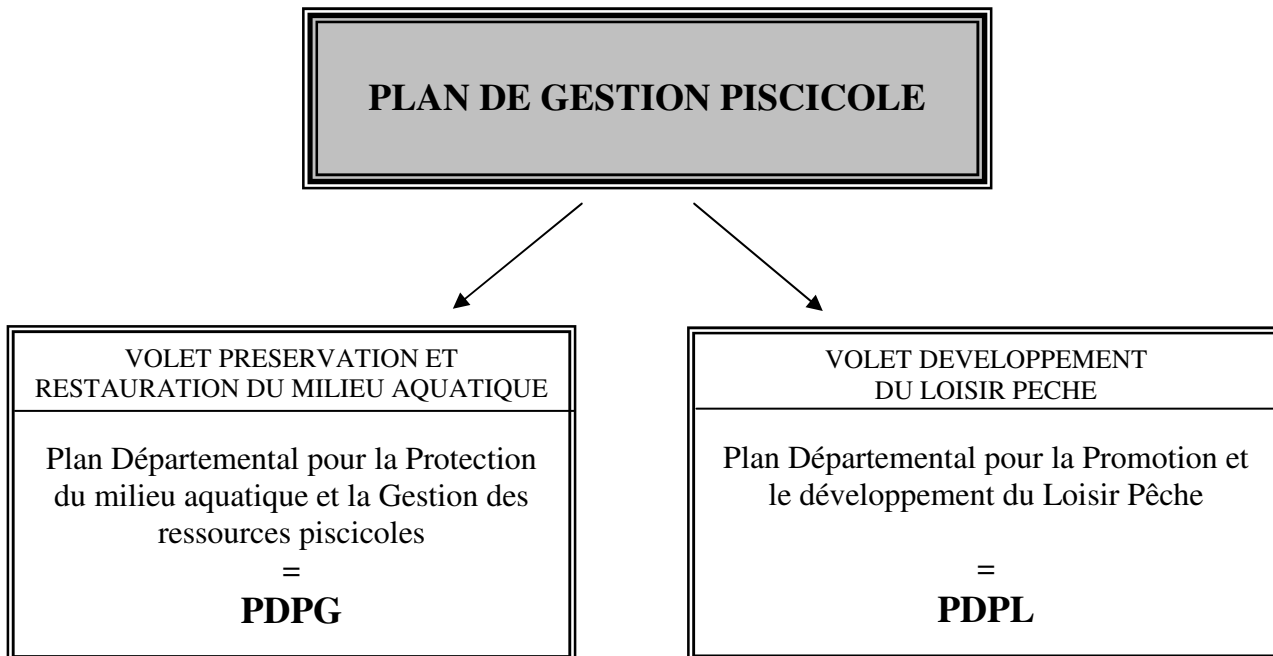 PLAN DE GESTION PISCICOLE
VOLET PRESERVATION ET
RESTAURATION DU MILIEU AQUATIQUE
Plan Départemental pour la Protection
du milieu aquatique et la Gestion des
ressources piscicoles
=
PDPG
VOLET DEVELOPPEMENT
DU LOISIR PECHE
Plan Départemental pour la Promotion et
le développement du Loisir Pêche
=
PDPL